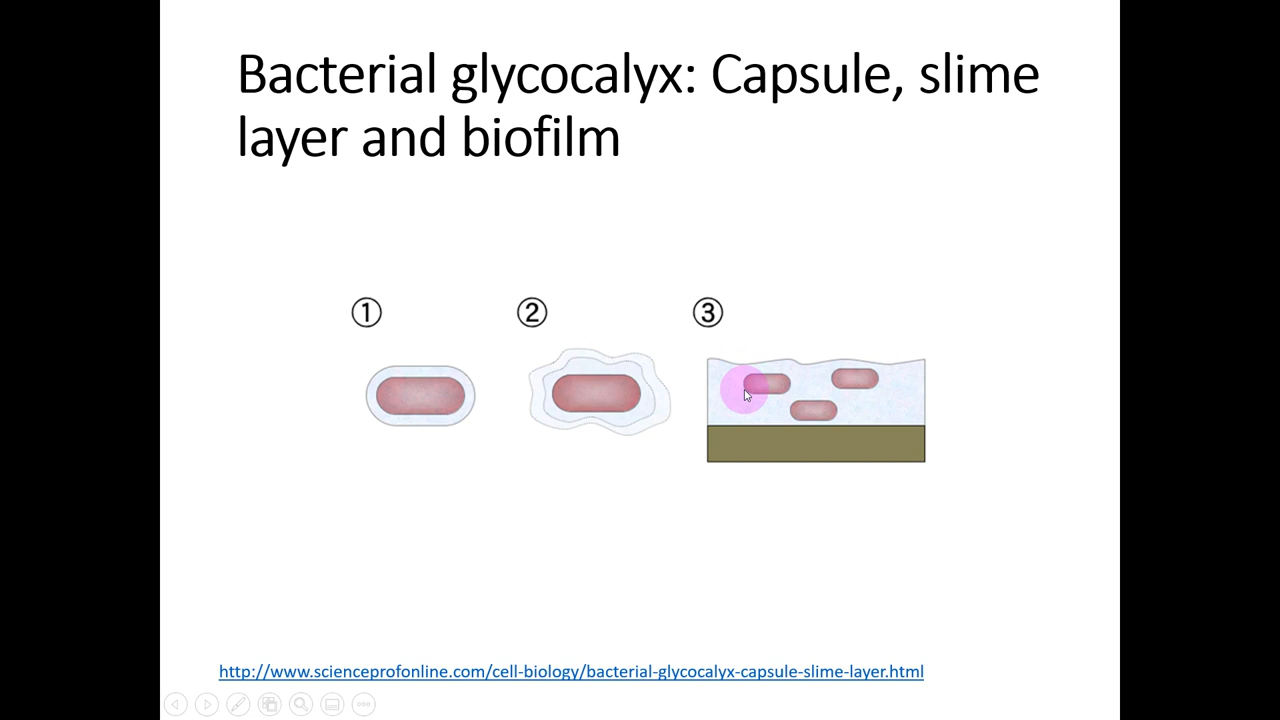 Bacterial glycocalyx: Capsule, slime
layer and biofilm
① ② ③
http://www.scienceprofonline.com/cell-biology/bacterial-glycocalyx-capsule-slime-layer.html